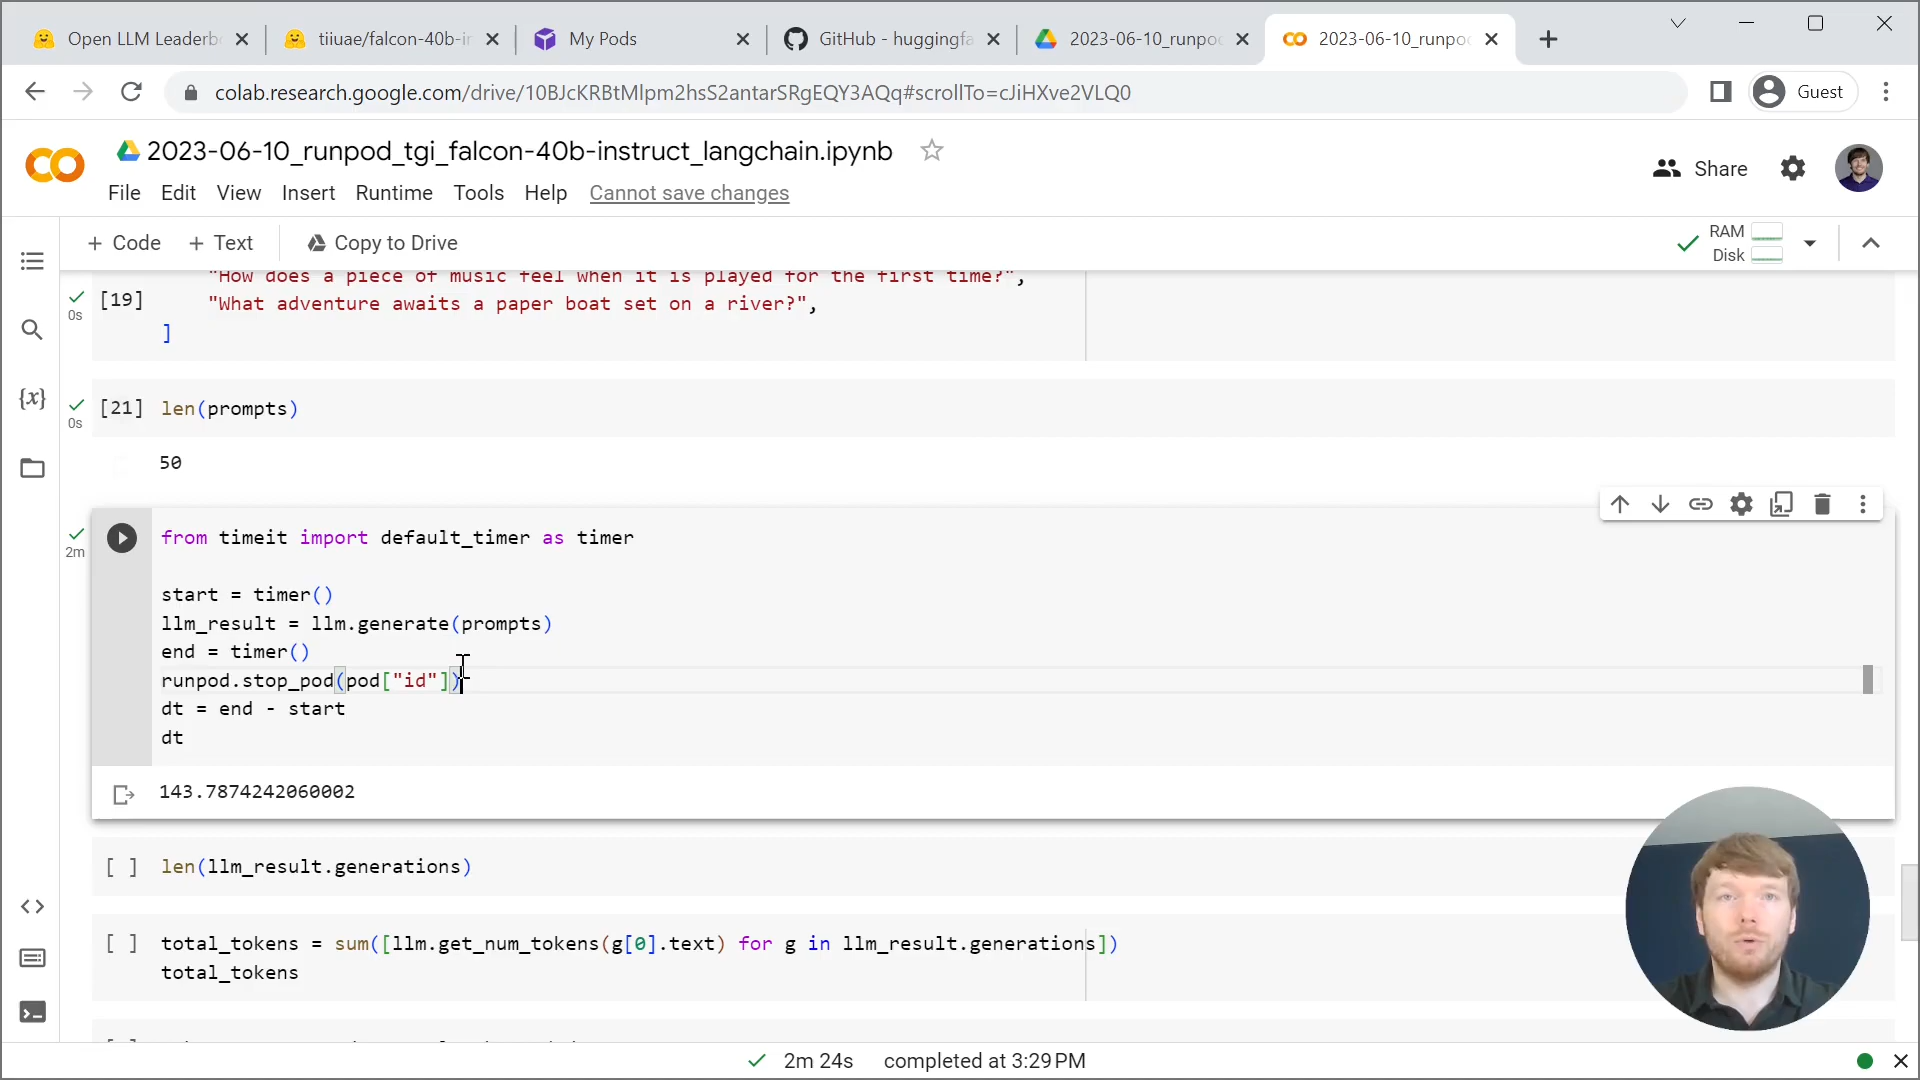 Open LLM Leaderb
tiiuae/falcon-40b-in
My Pods
GitHub - huggingfa
2023-06-10_runpo
2023-06-10_runpo
colab.research.google.com/drive/10BJcKRBtMlpm2hsS2antarSRgEQY3AQq#scrollTo=cJiHXve2VLQ0
Guest
2023-06-10_runpod_tgi_falcon-40b-instruct_langchain.ipynb
Share
File Edit View Insert Runtime Tools Help Cannot save changes
+ Code + Text Copy to Drive
RAM
Disk
"How does a piece of music feel when it is played for the first time?",
[19] "What adventure awaits a paper boat set on a river?",
0s
]
[21] len(prompts)
0s
50
from timeit import default_timer as timer
2m
start = timer()
llm_result = llm.generate(prompts)
end = timer()
runpod.stop_pod(pod["id"])
dt = end - start
dt
143.7874242060002
[ ] len(llm_result.generations)
[ ] total_tokens = sum([llm.get_num_tokens(g[0].text) for g in llm_result.generations])
total_tokens
2m 24s completed at 3:29 PM